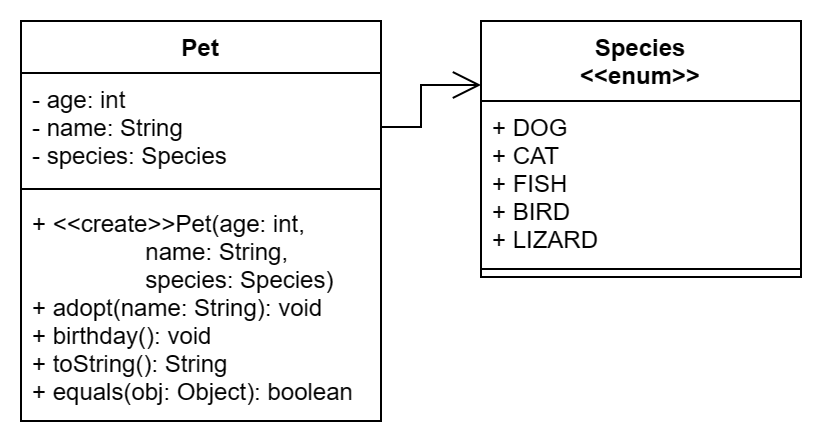 Pet
- age: int
- name: String
- species: Species
+ <<create>>Pet(age: int,
name: String,
species: Species)
+ adopt(name: String): void
+ birthday(): void
+ toString(): String
+ equals(obj: Object): boolean
Species
<<enum>>
+ DOG
+ CAT
+ FISH
+ BIRD
+ LIZARD